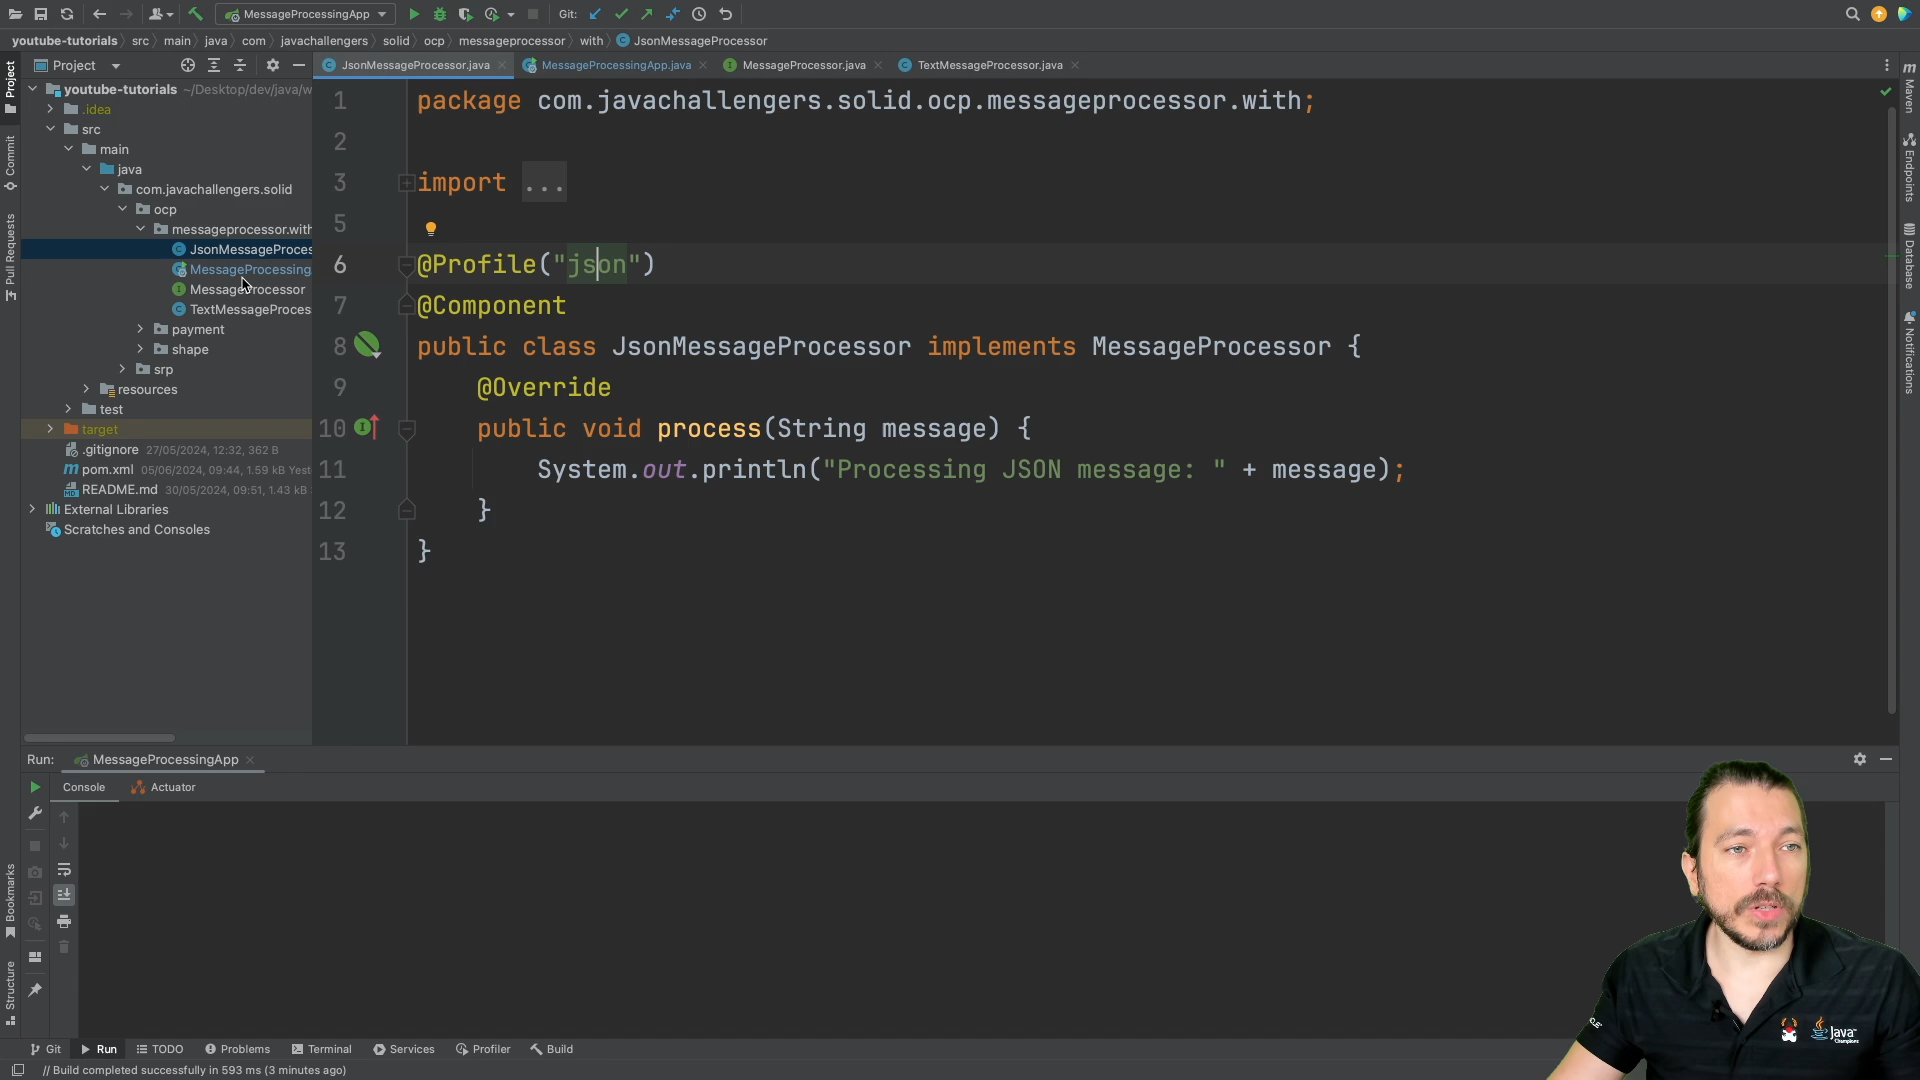 MessageProcessingApp
Git:
youtube-tutorials src main java com javachallengers solid ocp messageprocessor with JsonMessageProcessor
Project
JsonMessageProcessor.java MessageProcessingApp.java MessageProcessor.java TextMessageProcessor.java
youtube-tutorials ~/Desktop/dev/java/w
.idea
src
main
java
com.javachallengers.solid
ocp
messageprocessor.with
JsonMessageProces
MessageProcessing
MessageProcessor
TextMessageProces
payment
shape
srp
resources
test
target
.gitignore 27/05/2024, 12:32, 362 B
pom.xml 05/06/2024, 09:44, 1.59 kB Yest
README.md 30/05/2024, 09:51, 1.43 kB
External Libraries
Scratches and Consoles
Project
Commit
Pull Requests
Bookmarks
Structure
1 package com.javachallengers.solid.ocp.messageprocessor.with;
2
3 import ...
5
6 @Profile("json")
7 @Component
8 public class JsonMessageProcessor implements MessageProcessor {
9 @Override
10 public void process(String message) {
11 System.out.println("Processing JSON message: " + message);
12 }
13 }
Maven
Endpoints
Database
Notifications
Run: MessageProcessingApp
Console Actuator
Java
Champions
Git Run TODO Problems Terminal Services Profiler Build
// Build completed successfully in 593 ms (3 minutes ago)